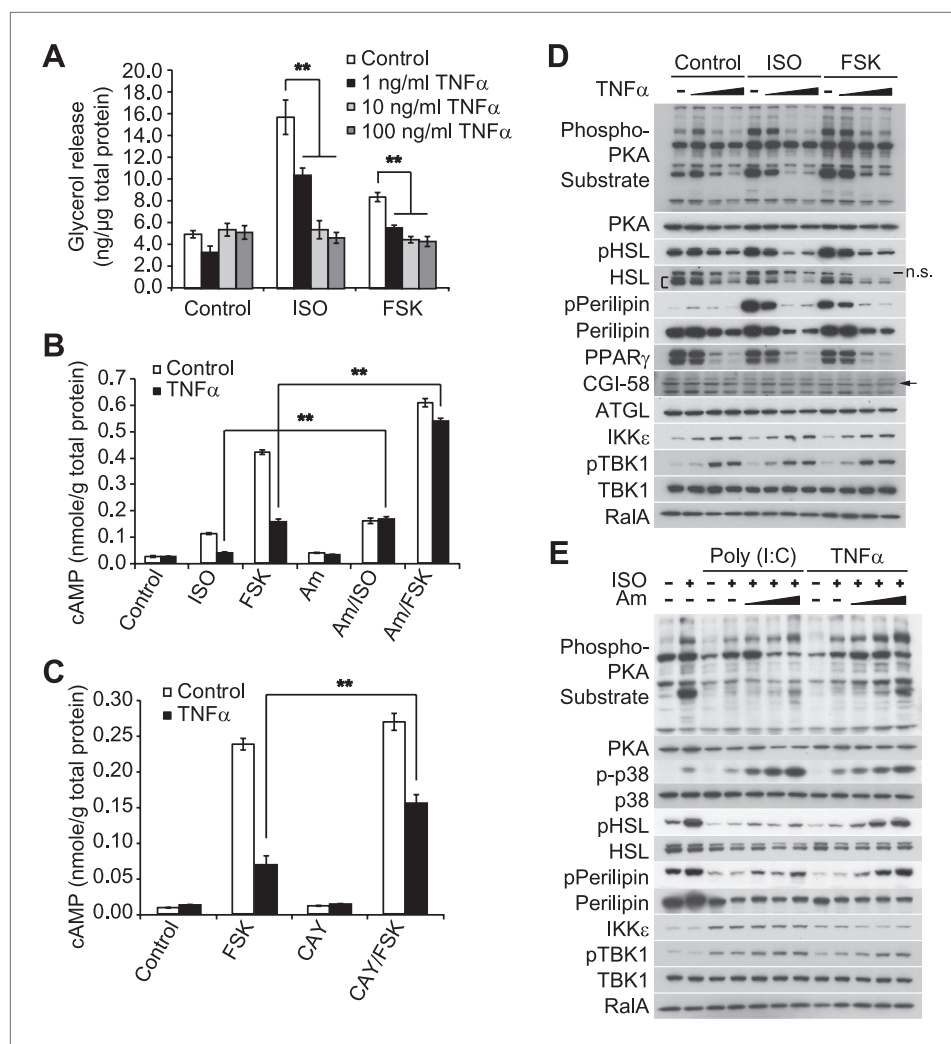 A
Control
1 ng/ml TNFα
10 ng/ml TNFα
100 ng/ml TNFα
**
**
Glycerol release
(ng/µg total protein)
20.0
18.0
16.0
14.0
12.0
10.0
8.0
6.0
4.0
2.0
0.0
Control ISO FSK
B
Control
TNFα
**
**
cAMP (nmole/g total protein)
0.7
0.6
0.5
0.4
0.3
0.2
0.1
0.0
Control ISO FSK Am Am/ISO Am/FSK
C
Control
TNFα
**
cAMP (nmole/g total protein)
0.30
0.25
0.20
0.15
0.10
0.05
0.00
Control FSK CAY CAY/FSK
D
Control ISO FSK
TNFα - - -
Phospho-
PKA
Substrate
PKA
pHSL
HSL n.s.
pPerilipin
Perilipin
PPARγ
CGI-58
ATGL
IKKε
pTBK1
TBK1
RalA
E
Poly (I:C) TNFα
ISO - + - + + + + - + + + +
Am - - - - - -
Phospho-
PKA
Substrate
PKA
p-p38
p38
pHSL
HSL
pPerilipin
Perilipin
IKKε
pTBK1
TBK1
RalA